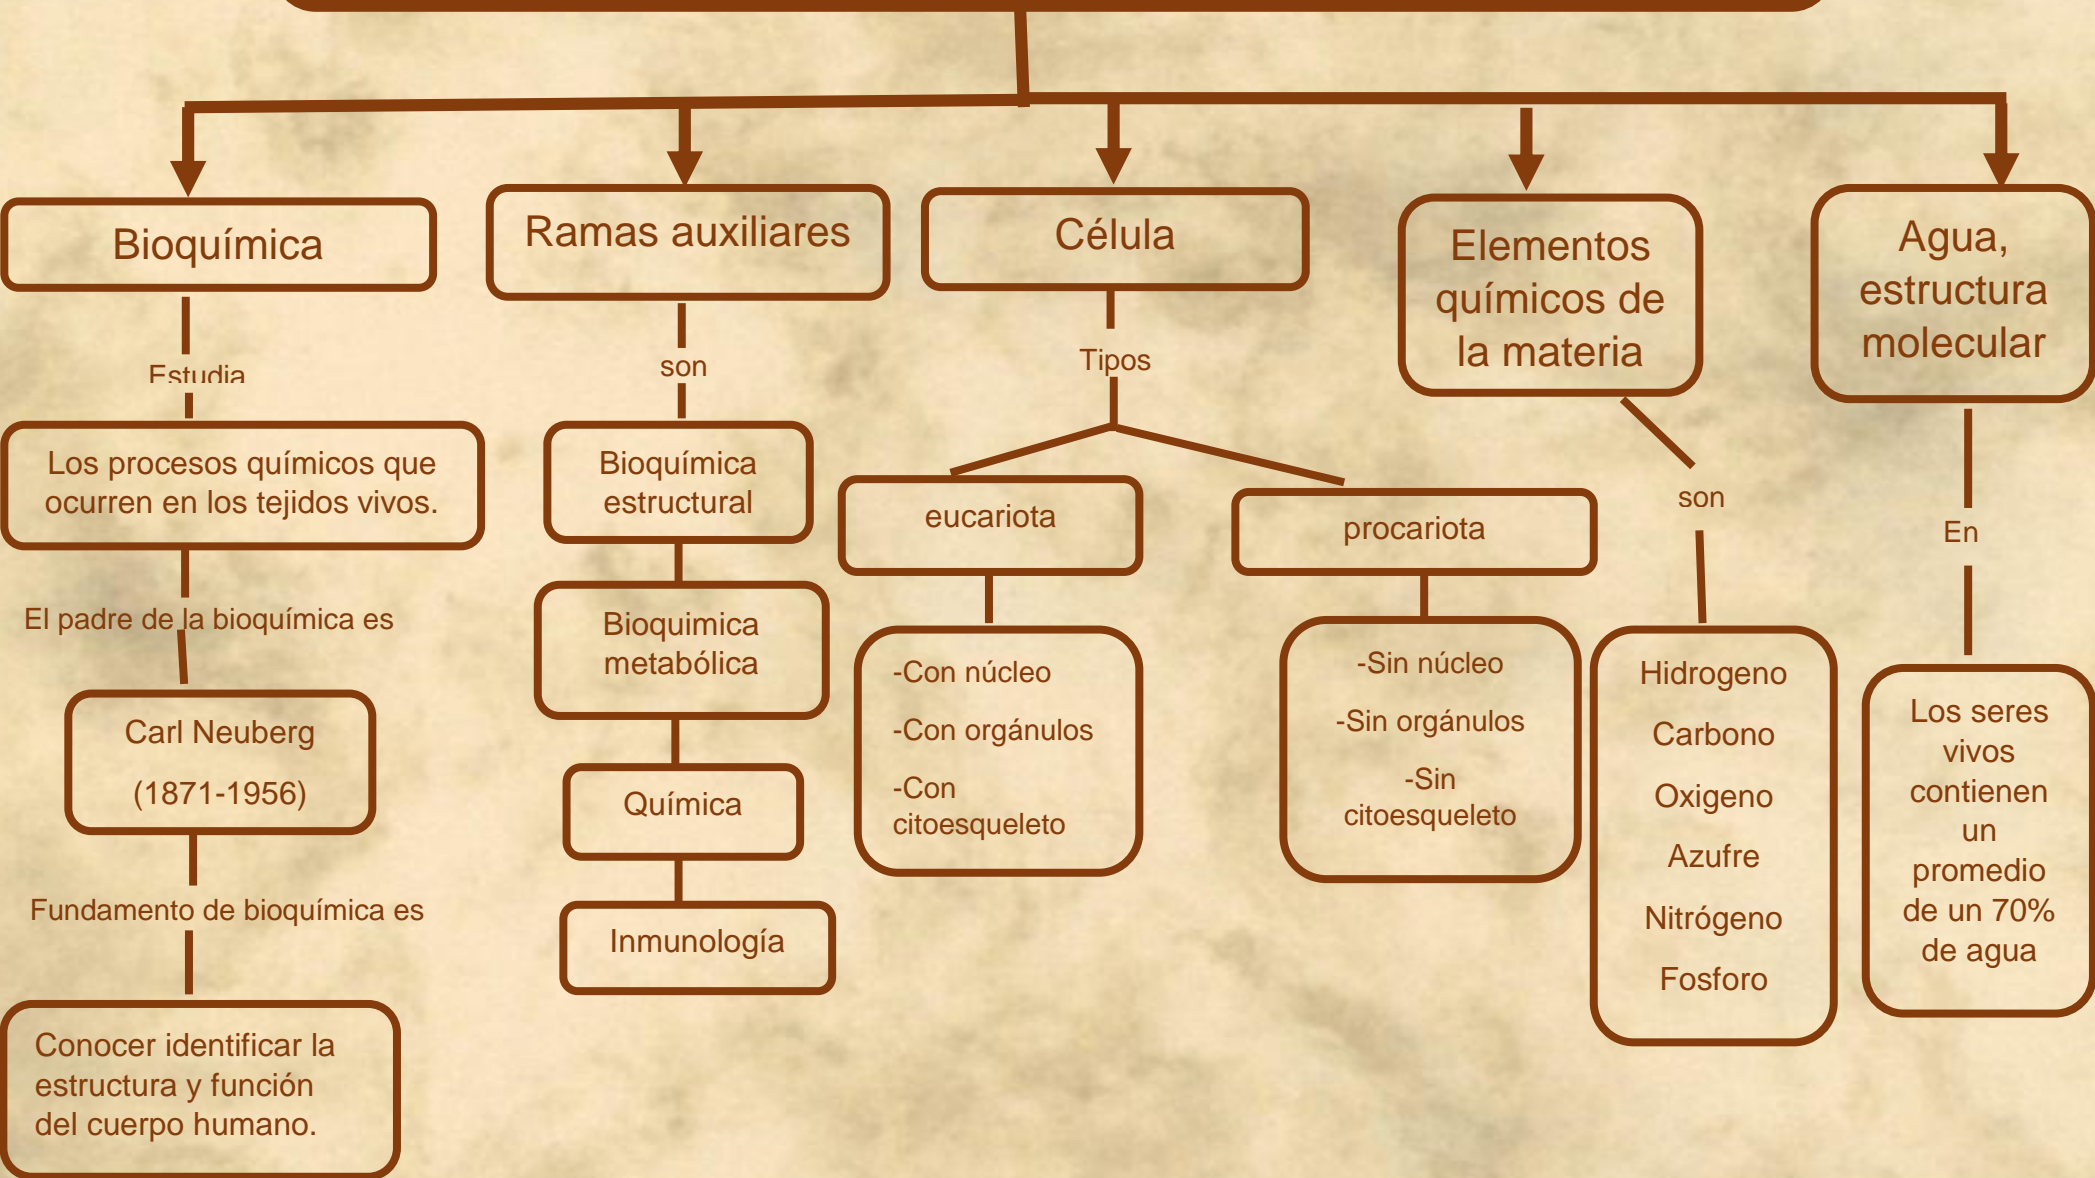 Bioquímica
Estudia
Los procesos químicos que
ocurren en los tejidos vivos.
El padre de la bioquímica es
Carl Neuberg
(1871-1956)
Fundamento de bioquímica es
Conocer identificar la
estructura y función
del cuerpo humano.
Ramas auxiliares
son
Bioquímica
estructural
Bioquimica
metabólica
Química
Inmunología
Célula
Tipos
eucariota
-Con núcleo
-Con orgánulos
-Con
citoesqueleto
procariota
-Sin núcleo
-Sin orgánulos
-Sin
citoesqueleto
Elementos
químicos de
la materia
son
Hidrogeno
Carbono
Oxigeno
Azufre
Nitrógeno
Fosforo
Agua,
estructura
molecular
En
Los seres
vivos
contienen
un
promedio
de un 70%
de agua